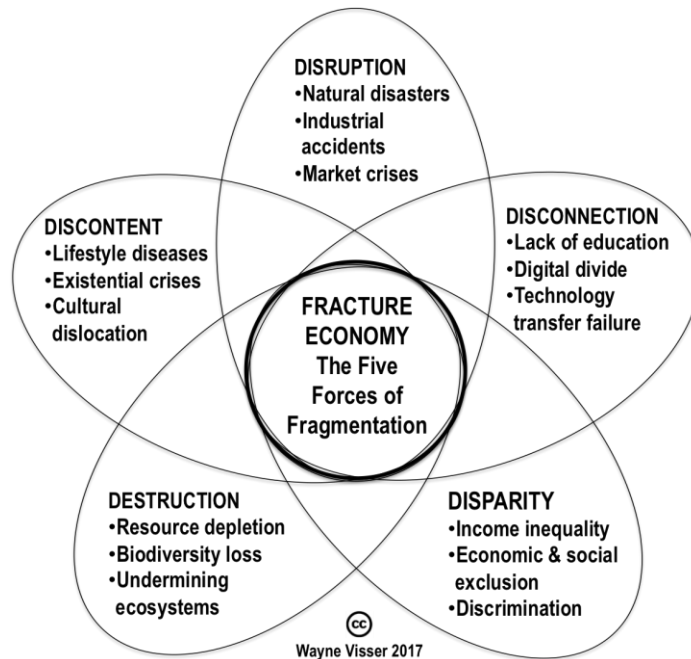 DISRUPTION
•Natural disasters
•Industrial
accidents
•Market crises
DISCONTENT
•Lifestyle diseases
•Existential crises
•Cultural
dislocation
DISCONNECTION
•Lack of education
•Digital divide
•Technology
transfer failure
FRACTURE
ECONOMY
The Five
Forces of
Fragmentation
DESTRUCTION
•Resource depletion
•Biodiversity loss
•Undermining
ecosystems
DISPARITY
•Income inequality
•Economic & social
exclusion
•Discrimination
cc
Wayne Visser 2017